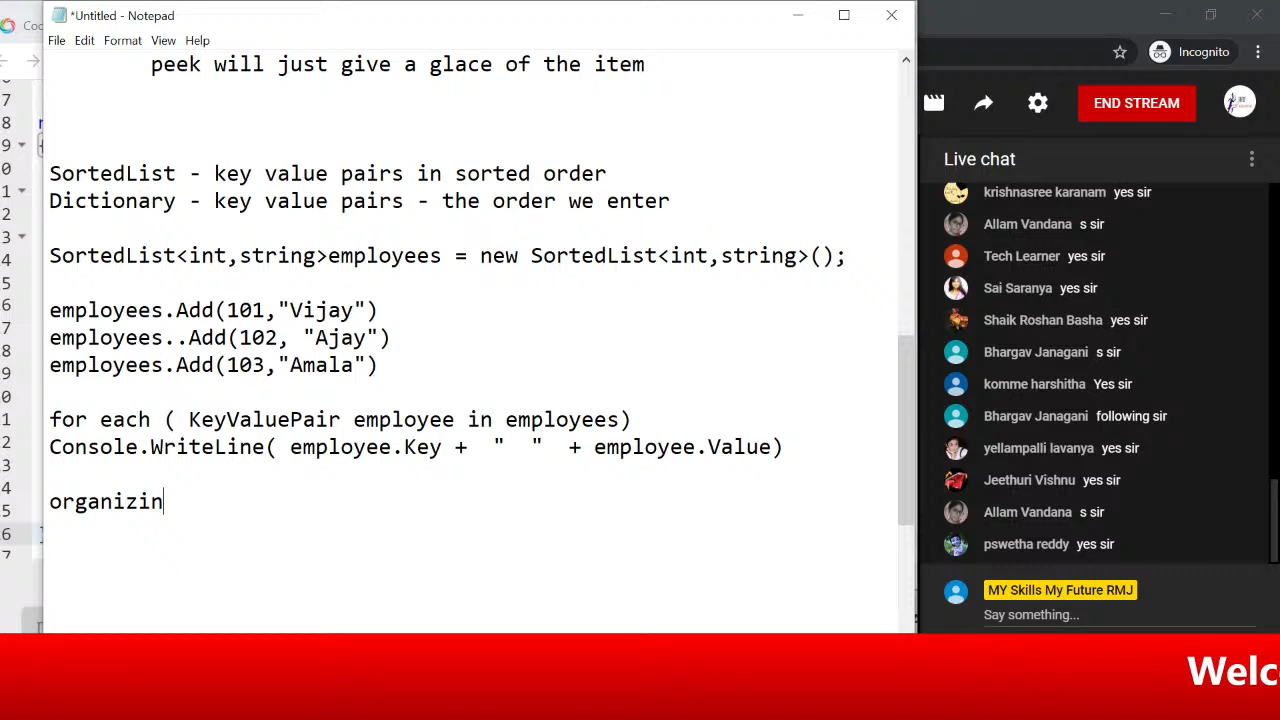 *Untitled - Notepad
File Edit Format View Help
peek will just give a glace of the item
SortedList - key value pairs in sorted order
Dictionary - key value pairs - the order we enter
SortedList<int,string>employees = new SortedList<int,string>();
employees.Add(101,"Vijay")
employees..Add(102, "Ajay")
employees.Add(103,"Amala")
for each ( KeyValuePair employee in employees)
Console.WriteLine( employee.Key + " " + employee.Value)
organizin
Incognito
END STREAM
Live chat
krishnasree karanam yes sir
Allam Vandana s sir
Tech Learner yes sir
Sai Saranya yes sir
Shaik Roshan Basha yes sir
Bhargav Janagani s sir
komme harshitha Yes sir
Bhargav Janagani following sir
yellampalli lavanya yes sir
Jeethuri Vishnu yes sir
Allam Vandana s sir
pswetha reddy yes sir
MY Skills My Future RMJ
Say something...
Welc